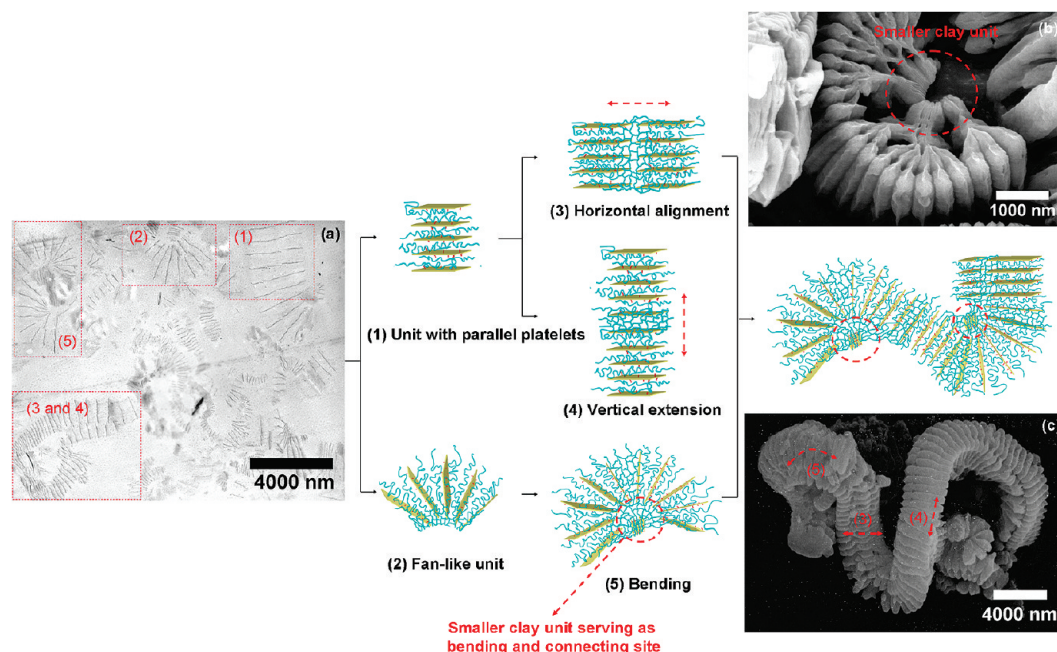 (a)
(1)
(2)
(5)
(3 and 4)
4000 nm
(1) Unit with parallel platelets
(2) Fan-like unit
(3) Horizontal alignment
(4) Vertical extension
(5) Bending
Smaller clay unit serving as
bending and connecting site
Smaller clay unit
(b)
1000 nm
(c)
(3)
(4)
4000 nm